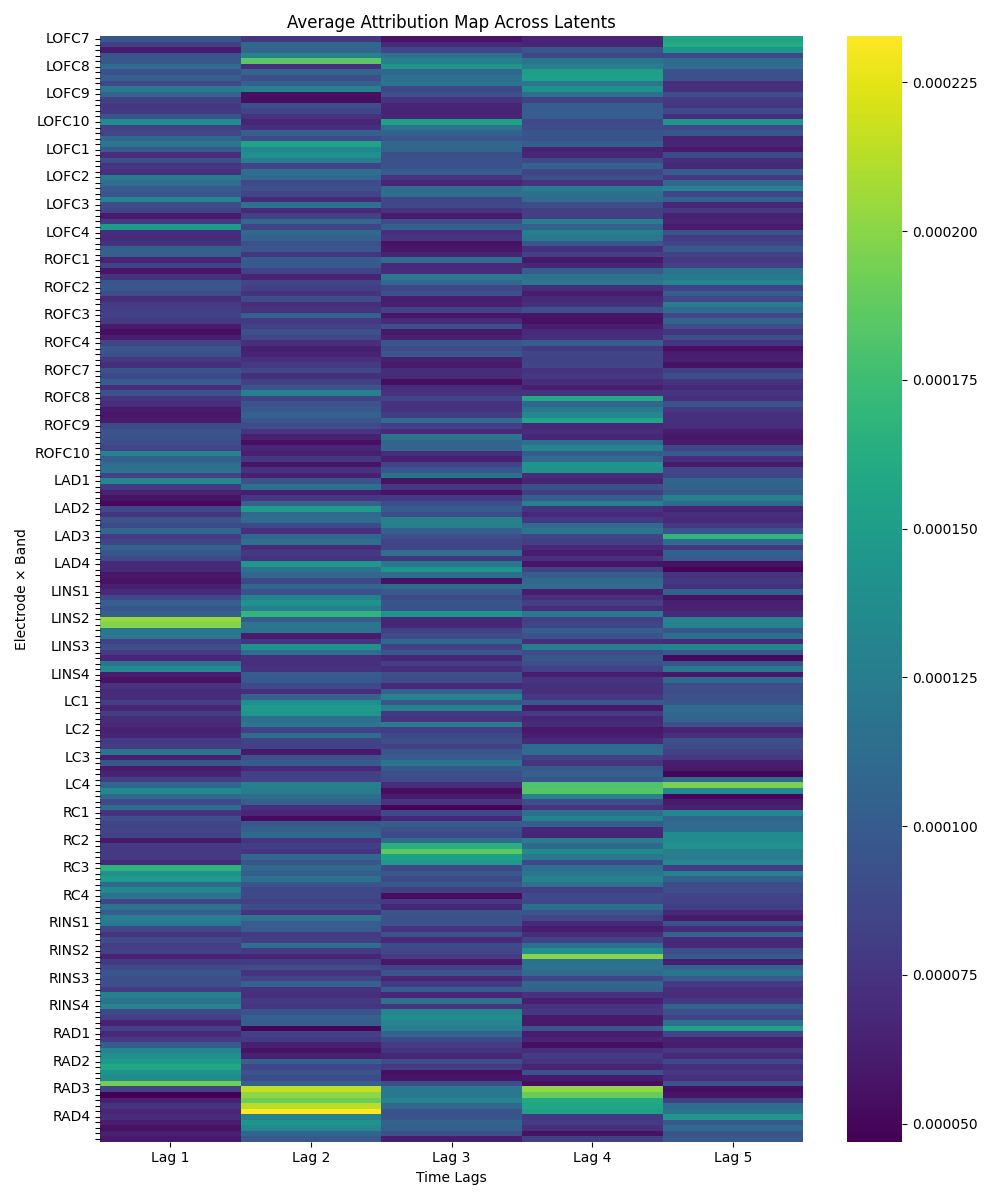 Average Attribution Map Across Latents
LOFC7
LOFC8
LOFC9
LOFC10
LOFC1
LOFC2
LOFC3
LOFC4
ROFC1
ROFC2
ROFC3
ROFC4
ROFC7
ROFC8
ROFC9
ROFC10
LAD1
LAD2
LAD3
LAD4
LINS1
LINS2
LINS3
LINS4
LC1
LC2
LC3
LC4
RC1
RC2
RC3
RC4
RINS1
RINS2
RINS3
RINS4
RAD1
RAD2
RAD3
RAD4
Electrode × Band
Lag 1 Lag 2 Lag 3 Lag 4 Lag 5
Time Lags
0.000225
0.000200
0.000175
0.000150
0.000125
0.000100
0.000075
0.000050